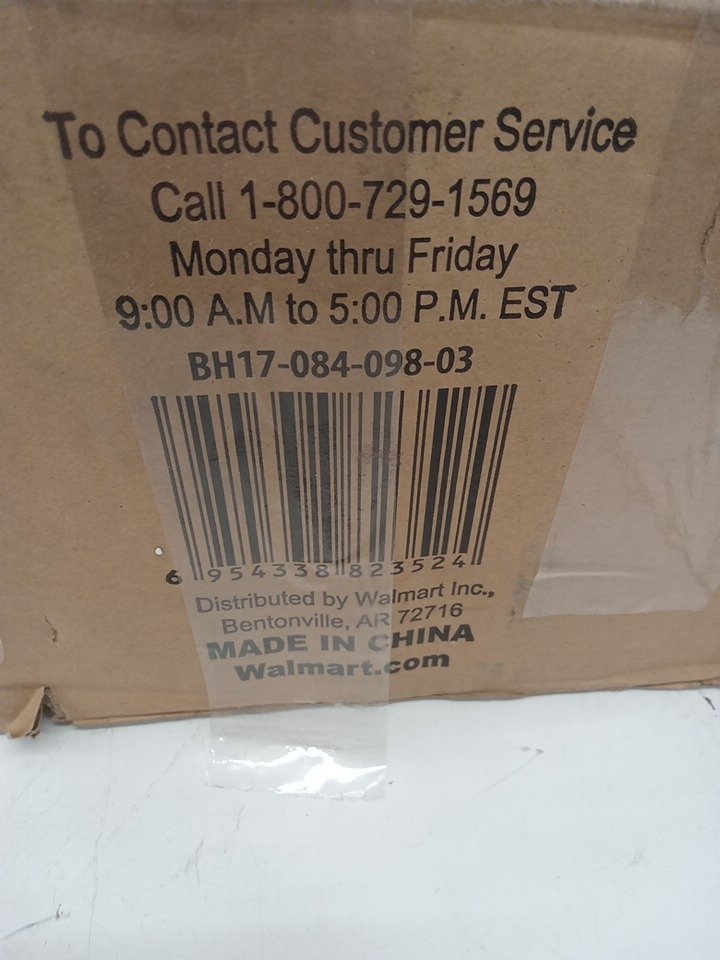 To Contact Customer Service
Call 1-800-729-1569
Monday thru Friday
9:00 A.M to 5:00 P.M. EST
BH17-084-098-03
6 954338 823524
Distributed by Walmart Inc.,
Bentonville, AR 72716
MADE IN CHINA
Walmart.com